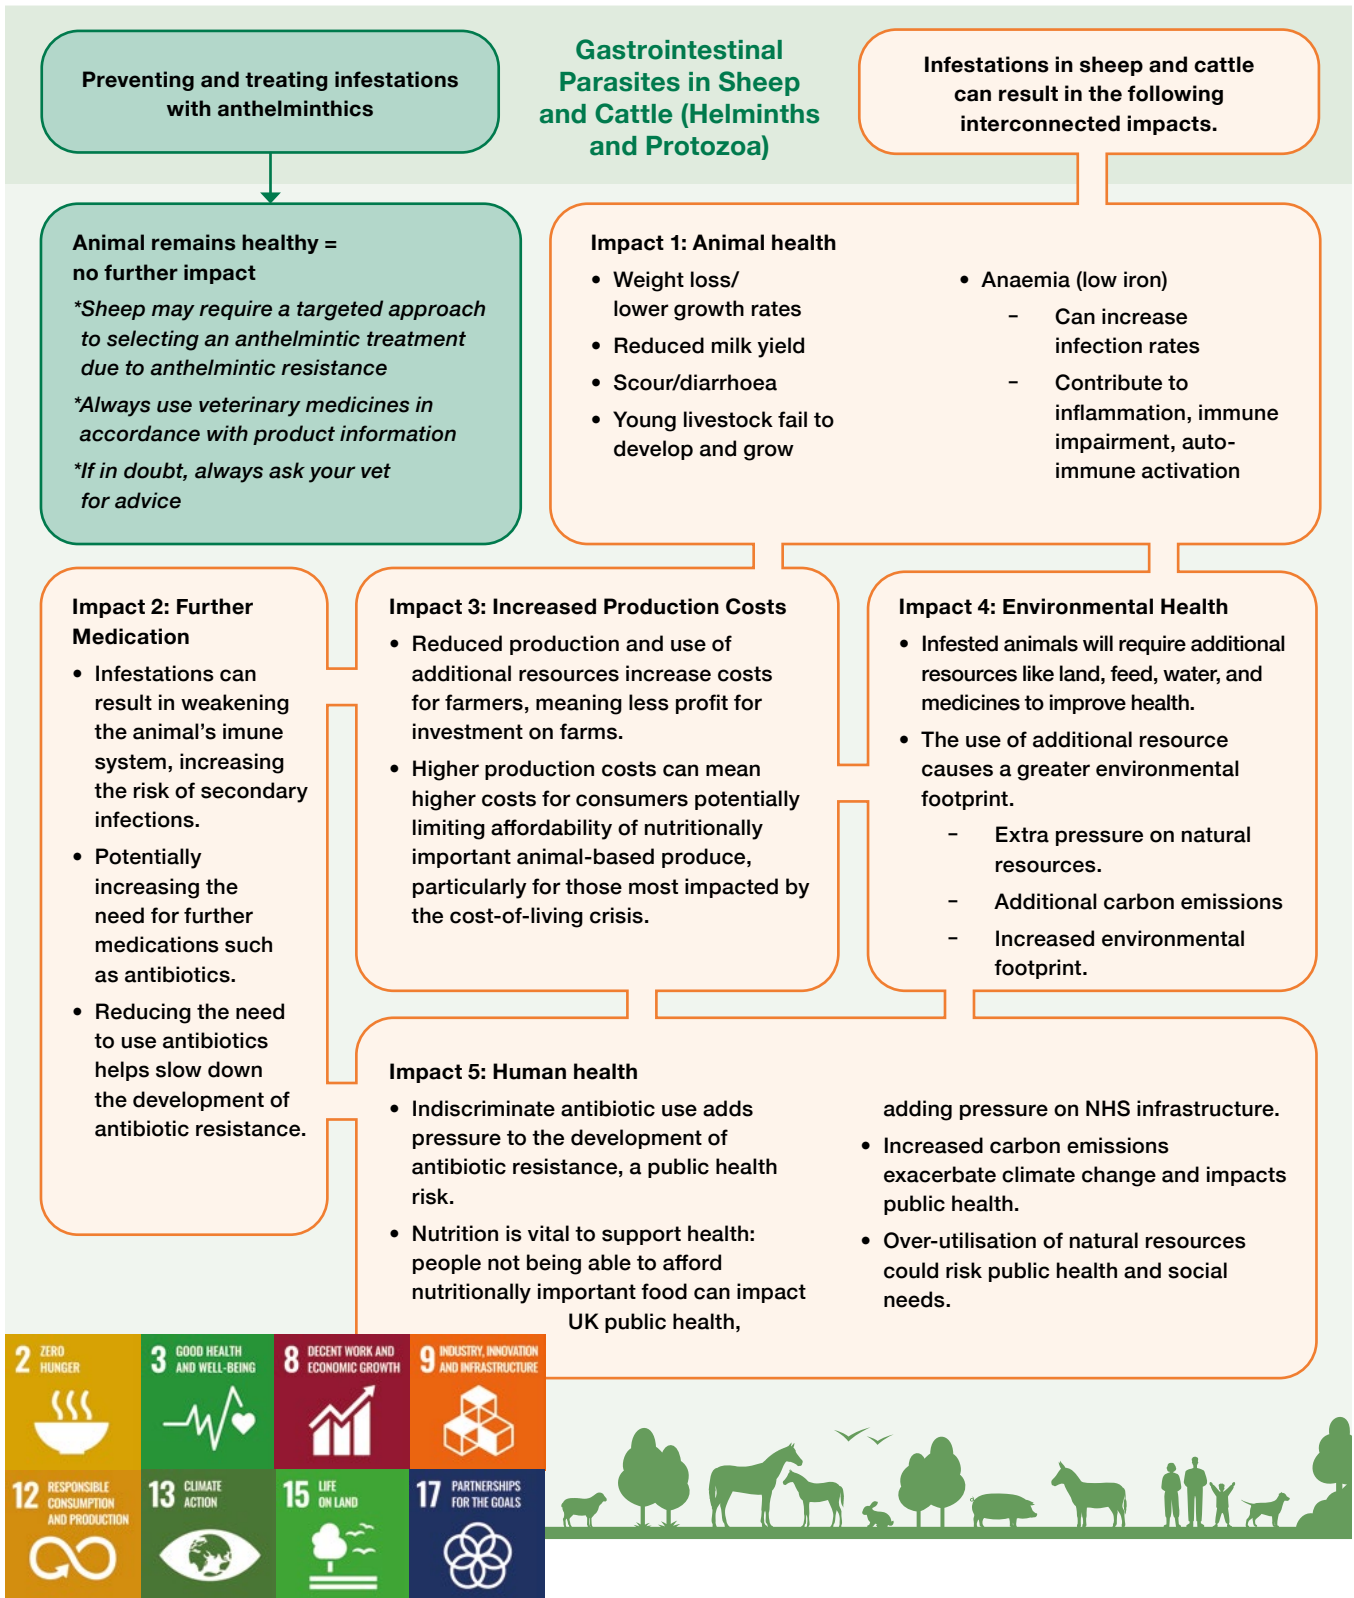 Preventing and treating infestations
with anthelminthics
Gastrointestinal
Parasites in Sheep
and Cattle (Helminths
and Protozoa)
Infestations in sheep and cattle
can result in the following
interconnected impacts.
Animal remains healthy =
no further impact
*Sheep may require a targeted approach
to selecting an anthelmintic treatment
due to anthelmintic resistance
*Always use veterinary medicines in
accordance with product information
*If in doubt, always ask your vet
for advice
Impact 1: Animal health
• Weight loss/
lower growth rates
• Reduced milk yield
• Scour/diarrhoea
• Young livestock fail to
develop and grow
• Anaemia (low iron)
– Can increase
infection rates
– Contribute to
inflammation, immune
impairment, auto-
immune activation
Impact 2: Further
Medication
• Infestations can
result in weakening
the animal's imune
system, increasing
the risk of secondary
infections.
• Potentially
increasing the
need for further
medications such
as antibiotics.
• Reducing the need
to use antibiotics
helps slow down
the development of
antibiotic resistance.
Impact 3: Increased Production Costs
• Reduced production and use of
additional resources increase costs
for farmers, meaning less profit for
investment on farms.
• Higher production costs can mean
higher costs for consumers potentially
limiting affordability of nutritionally
important animal-based produce,
particularly for those most impacted by
the cost-of-living crisis.
Impact 4: Environmental Health
• Infested animals will require additional
resources like land, feed, water, and
medicines to improve health.
• The use of additional resource
causes a greater environmental
footprint.
– Extra pressure on natural
resources.
– Additional carbon emissions
– Increased environmental
footprint.
Impact 5: Human health
• Indiscriminate antibiotic use adds
pressure to the development of
antibiotic resistance, a public health
risk.
• Nutrition is vital to support health:
people not being able to afford
nutritionally important food can impact
UK public health,
adding pressure on NHS infrastructure.
• Increased carbon emissions
exacerbate climate change and impacts
public health.
• Over-utilisation of natural resources
could risk public health and social
needs.
2 ZERO
HUNGER
3 GOOD HEALTH
AND WELL-BEING
8 DECENT WORK AND
ECONOMIC GROWTH
9 INDUSTRY, INNOVATION
AND INFRASTRUCTURE
12 RESPONSIBLE
CONSUMPTION
AND PRODUCTION
13 CLIMATE
ACTION
15 LIFE
ON LAND
17 PARTNERSHIPS
FOR THE GOALS